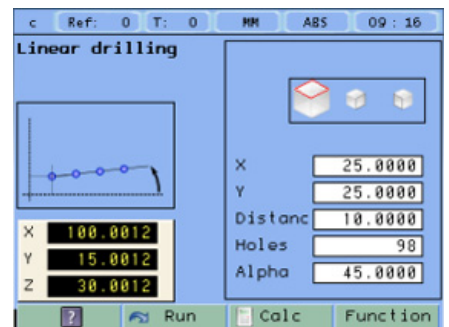 c Ref: 0 T: 0 MM ABS 09 : 16
Linear drilling
X 25.0000
Y 25.0000
Distanc 10.0000
Holes 98
Alpha 45.0000
X 100.0012
Y 15.0012
Z 30.0012
? Run Calc Function